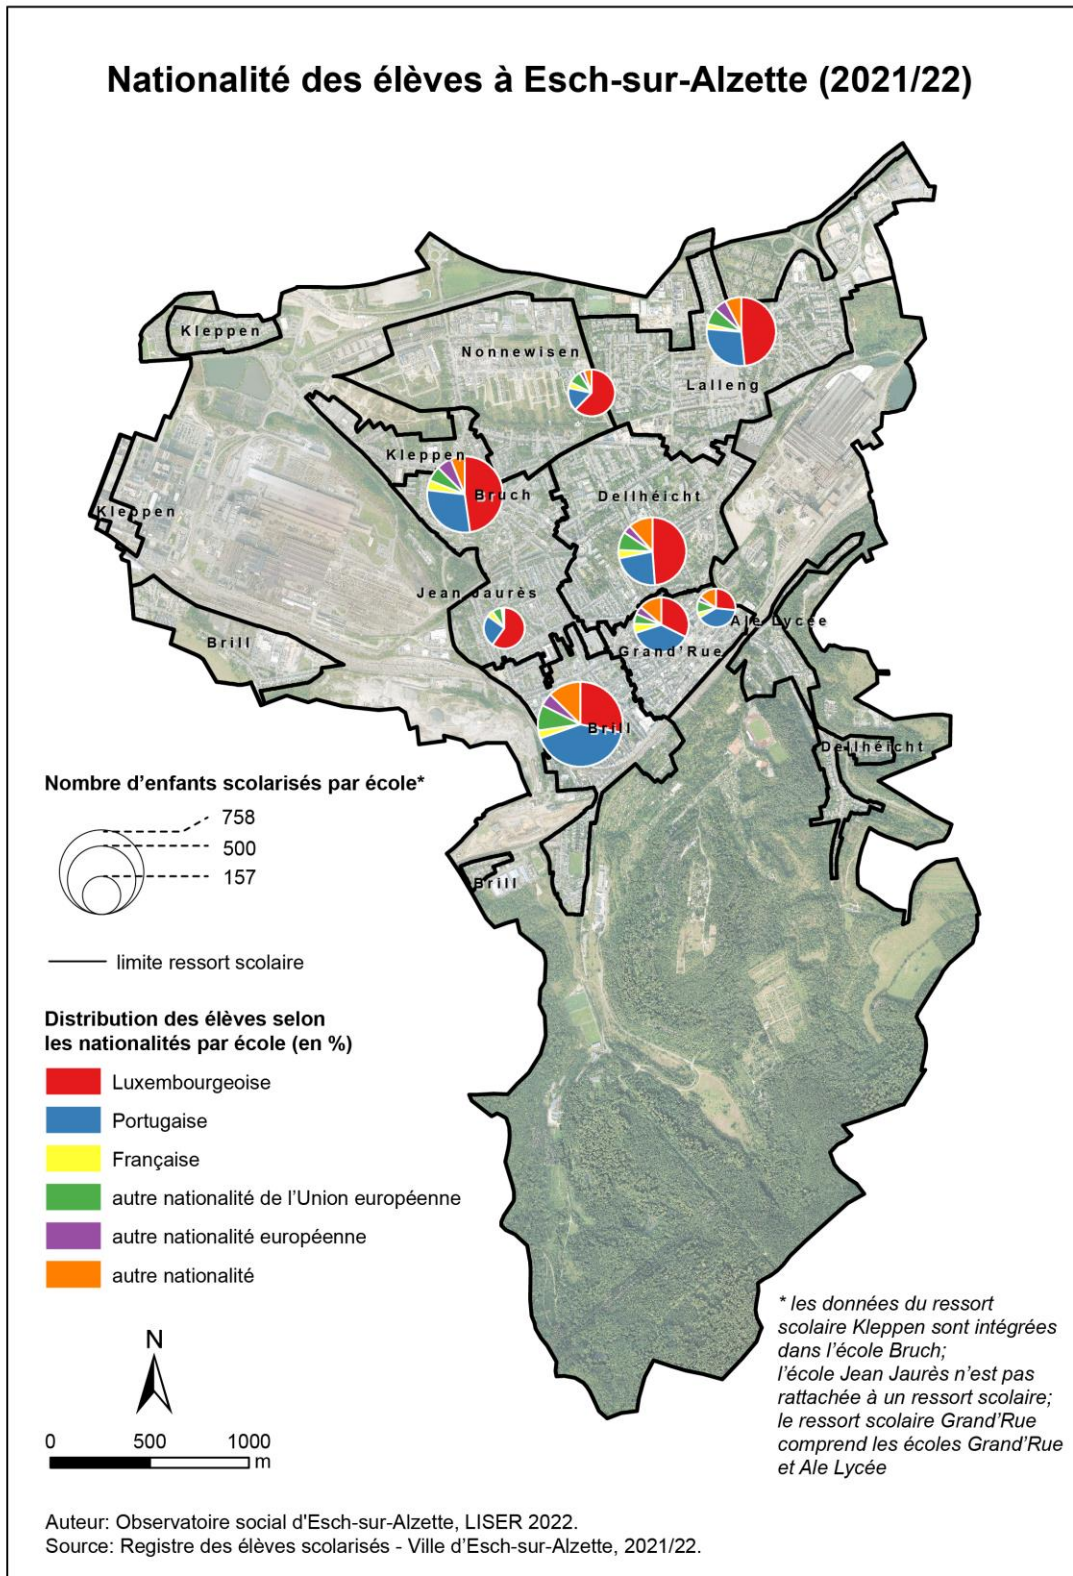 Nationalité des élèves à Esch-sur-Alzette (2021/22)
Kleppen
Nonnewisen
Lalleng
Kleppen
Bruch
Dellhéicht
Kleppen
Jean Jaurès
Ale Lycée
Brill
Grand'Rue
Brill
Dellhéicht
Brill
Nombre d'enfants scolarisés par école*
758
500
157
limite ressort scolaire
Distribution des élèves selon
les nationalités par école (en %)
Luxembourgeoise
Portugaise
Française
autre nationalité de l'Union européenne
autre nationalité européenne
autre nationalité
* les données du ressort
scolaire Kleppen sont intégrées
dans l'école Bruch;
l'école Jean Jaurès n'est pas
rattachée à un ressort scolaire;
le ressort scolaire Grand'Rue
comprend les écoles Grand'Rue
et Ale Lycée
N
0 500 1000
m
Auteur: Observatoire social d'Esch-sur-Alzette, LISER 2022.
Source: Registre des élèves scolarisés - Ville d'Esch-sur-Alzette, 2021/22.